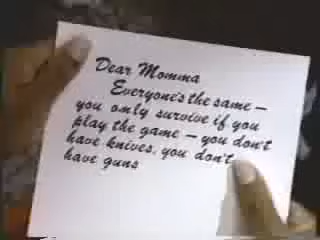 Dear Momma
Everyone's the same —
you only survive if you
play the game — you don't
have knives, you don't
have guns